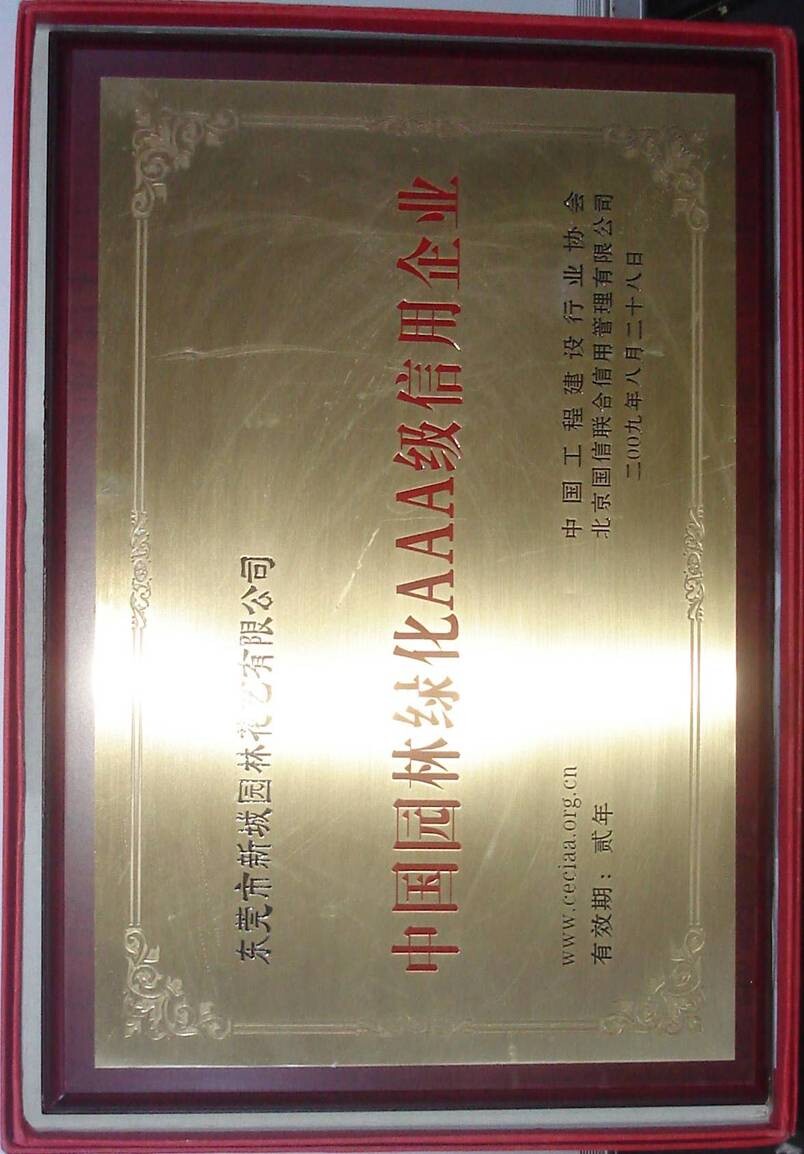 东莞市新城园林花艺有限公司
中国园林绿化AAA级信用企业
www.ceciaa.org.cn
有效期：贰年
中国工程建设行业协会
北京国信联合信用管理有限公司
二00九年八月二十八日